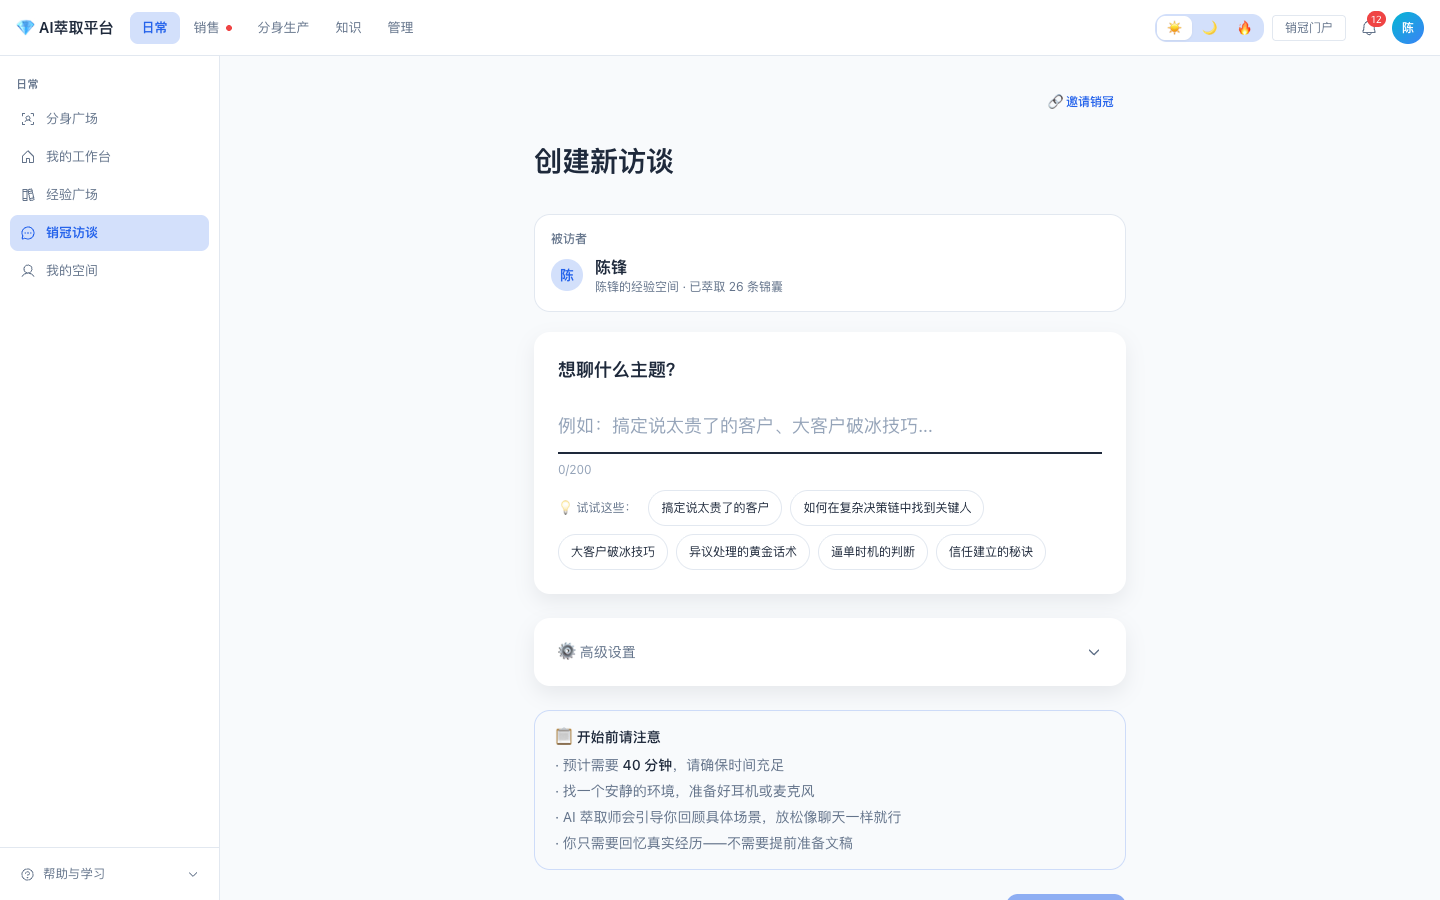 AI萃取平台
日常
销售
分身生产
知识
管理
销冠门户
12
陈
日常
分身广场
我的工作台
经验广场
销冠访谈
我的空间
帮助与学习
邀请销冠
创建新访谈
被访者
陈
陈锋
陈锋的经验空间 · 已萃取 26 条锦囊
想聊什么主题?
例如：搞定说太贵了的客户、大客户破冰技巧...
0/200
试试这些：
搞定说太贵了的客户
如何在复杂决策链中找到关键人
大客户破冰技巧
异议处理的黄金话术
逼单时机的判断
信任建立的秘诀
高级设置
开始前请注意
· 预计需要 40 分钟，请确保时间充足
· 找一个安静的环境，准备好耳机或麦克风
· AI 萃取师会引导你回顾具体场景，放松像聊天一样就行
· 你只需要回忆真实经历——不需要提前准备文稿